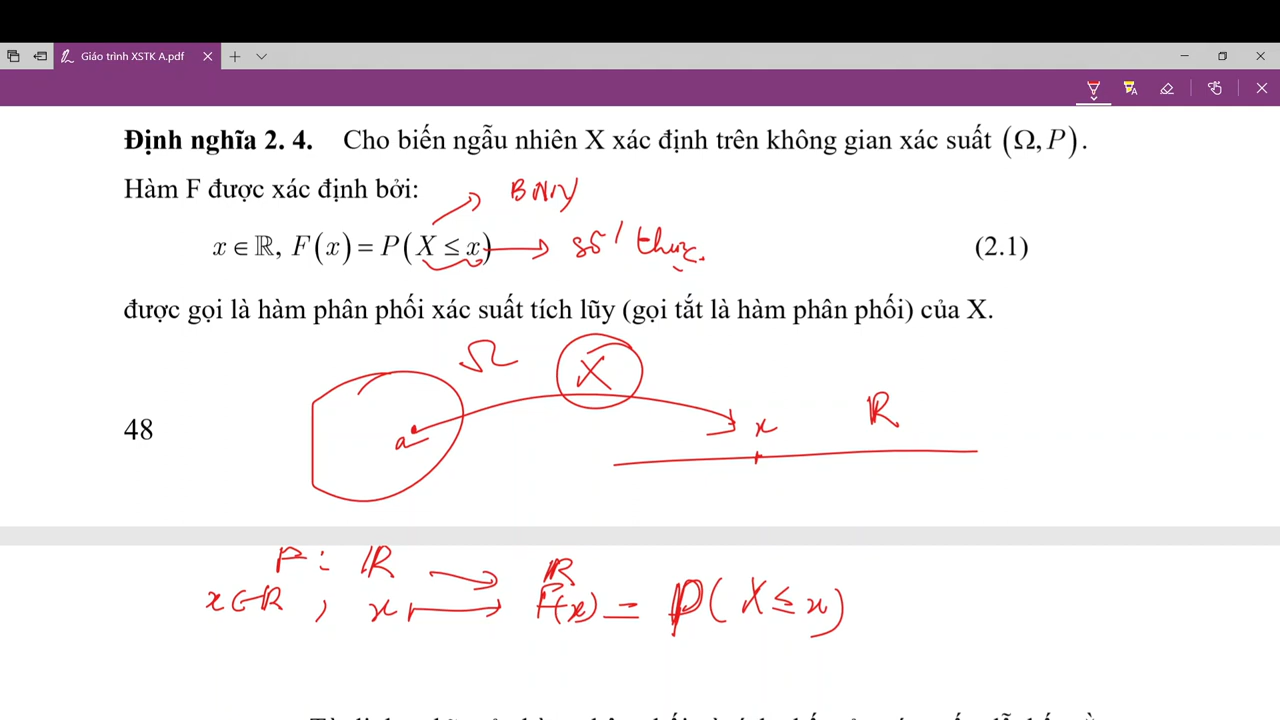 Giáo trình XSTK A.pdf
Định nghĩa 2. 4. Cho biến ngẫu nhiên X xác định trên không gian xác suất (Ω, P).
Hàm F được xác định bởi:
BNN
x ∈ ℝ, F(x) = P(X ≤ x) số thực (2.1)
được gọi là hàm phân phối xác suất tích lũy (gọi tắt là hàm phân phối) của X.
Ω X
a x ℝ
48
F : ℝ → ℝ
x ∈ ℝ, x ↦ F(x) = P(X ≤ x)